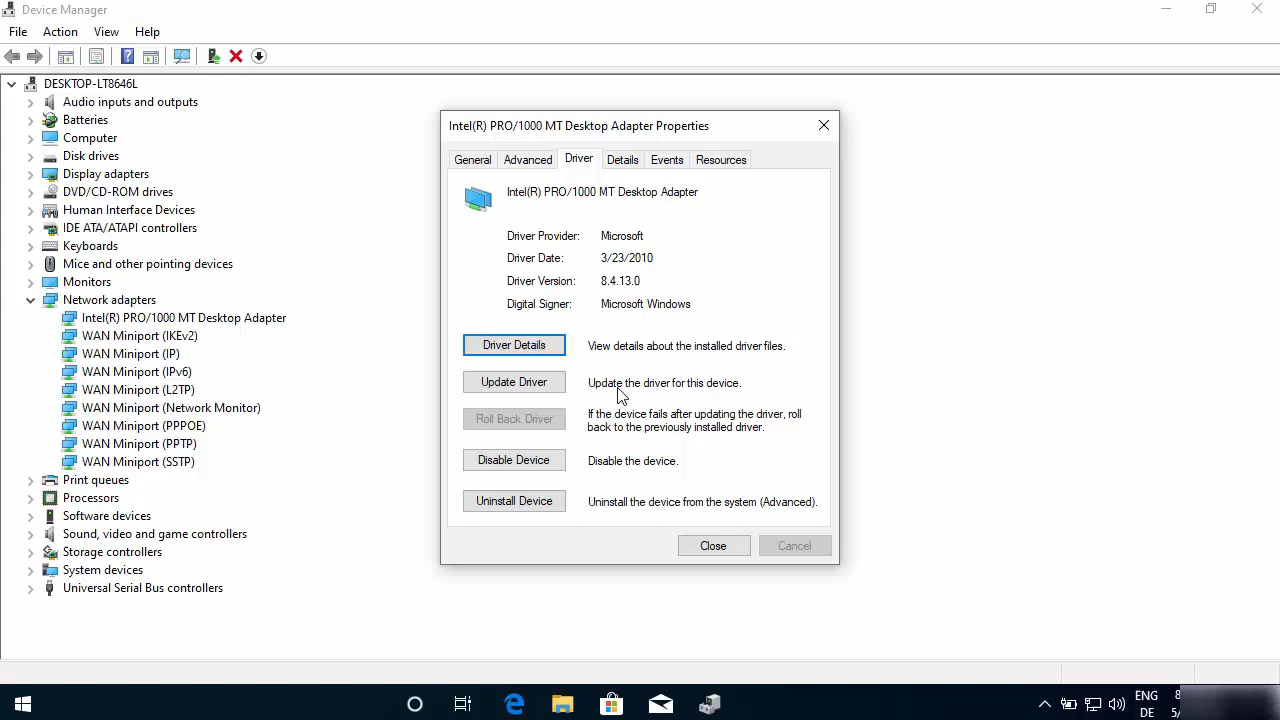 Device Manager
File Action View Help
DESKTOP-LT8646L
Audio inputs and outputs
Batteries
Computer
Disk drives
Display adapters
DVD/CD-ROM drives
Human Interface Devices
IDE ATA/ATAPI controllers
Keyboards
Mice and other pointing devices
Monitors
Network adapters
Intel(R) PRO/1000 MT Desktop Adapter
WAN Miniport (IKEv2)
WAN Miniport (IP)
WAN Miniport (IPv6)
WAN Miniport (L2TP)
WAN Miniport (Network Monitor)
WAN Miniport (PPPOE)
WAN Miniport (PPTP)
WAN Miniport (SSTP)
Print queues
Processors
Software devices
Sound, video and game controllers
Storage controllers
System devices
Universal Serial Bus controllers
Intel(R) PRO/1000 MT Desktop Adapter Properties
General Advanced Driver Details Events Resources
Intel(R) PRO/1000 MT Desktop Adapter
Driver Provider: Microsoft
Driver Date: 3/23/2010
Driver Version: 8.4.13.0
Digital Signer: Microsoft Windows
Driver Details View details about the installed driver files.
Update Driver Update the driver for this device.
Roll Back Driver If the device fails after updating the driver, roll
back to the previously installed driver.
Disable Device Disable the device.
Uninstall Device Uninstall the device from the system (Advanced).
Close Cancel
ENG
DE